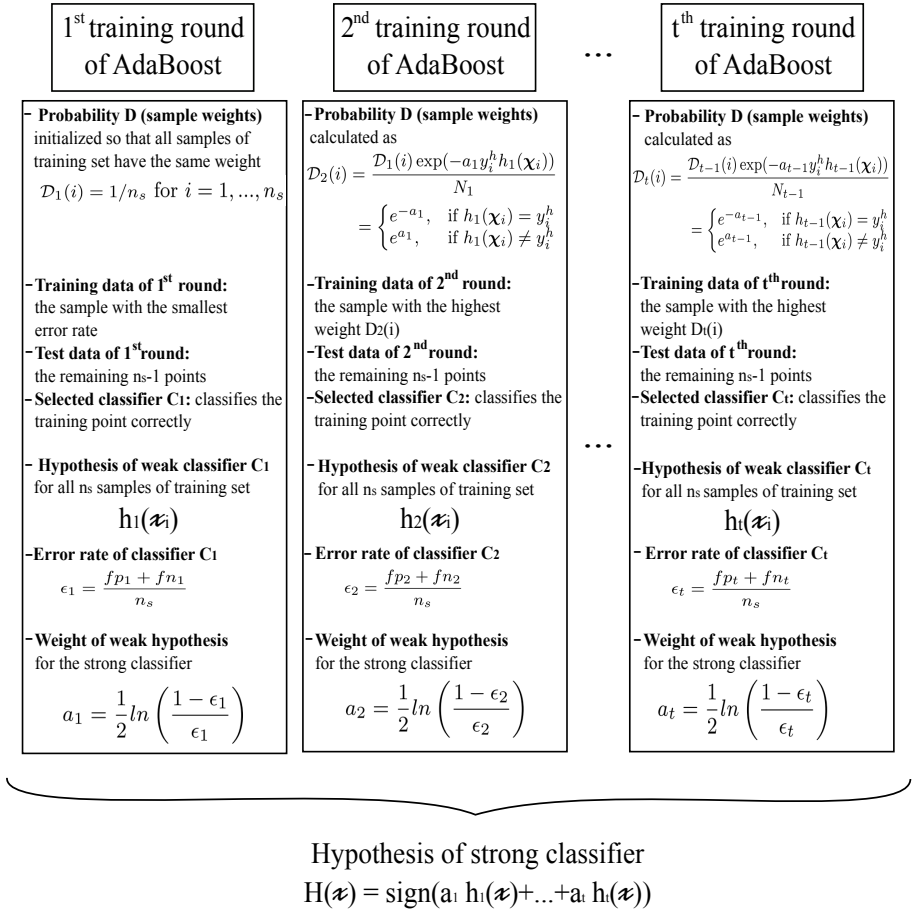 1st training round
of AdaBoost
- Probability D (sample weights)
initialized so that all samples
of training set have the same weight
𝒟₁(i) = 1/nₛ for i = 1, ..., nₛ
- Training data of 1st round:
the sample with the smallest
error rate
- Test data of 1st round:
the remaining nₛ-1 points
- Selected classifier C₁: classifies the
training point correctly
- Hypothesis of weak classifier C₁
for all nₛ samples of training set
h₁(𝒙ᵢ)
- Error rate of classifier C₁
ϵ₁ = (fp₁ + fn₁) / nₛ
- Weight of weak hypothesis
for the strong classifier
a₁ = 1/2 ln ((1 − ϵ₁) / ϵ₁)
2nd training round
of AdaBoost
- Probability D (sample weights)
calculated as
𝒟₂(i) = 𝒟₁(i) exp(−a₁yᵢʰh₁(𝝌ᵢ)) / N₁
= { e^{−a₁}, if h₁(𝝌ᵢ) = yᵢʰ
e^{a₁}, if h₁(𝝌ᵢ) ≠ yᵢʰ
- Training data of 2nd round:
the sample with the highest
weight D₂(i)
- Test data of 2nd round:
the remaining nₛ-1 points
- Selected classifier C₂: classifies the
training point correctly
- Hypothesis of weak classifier C₂
for all nₛ samples of training set
h₂(𝒙ᵢ)
- Error rate of classifier C₂
ϵ₂ = (fp₂ + fn₂) / nₛ
- Weight of weak hypothesis
for the strong classifier
a₂ = 1/2 ln ((1 − ϵ₂) / ϵ₂)
...
...
tth training round
of AdaBoost
- Probability D (sample weights)
calculated as
𝒟ₜ(i) = 𝒟ₜ₋₁(i) exp(−aₜ₋₁yᵢʰhₜ₋₁(𝝌ᵢ)) / Nₜ₋₁
= { e^{−aₜ₋₁}, if hₜ₋₁(𝝌ᵢ) = yᵢʰ
e^{aₜ₋₁}, if hₜ₋₁(𝝌ᵢ) ≠ yᵢʰ
- Training data of tth round:
the sample with the highest
weight Dₜ(i)
- Test data of tth round:
the remaining nₛ-1 points
- Selected classifier Cₜ: classifies the
training point correctly
- Hypothesis of weak classifier Cₜ
for all nₛ samples of training set
hₜ(𝒙ᵢ)
- Error rate of classifier Cₜ
ϵₜ = (fpₜ + fnₜ) / nₛ
- Weight of weak hypothesis
for the strong classifier
aₜ = 1/2 ln ((1 − ϵₜ) / ϵₜ)
Hypothesis of strong classifier
H(𝒙) = sign(a₁ h₁(𝒙)+...+aₜ hₜ(𝒙))